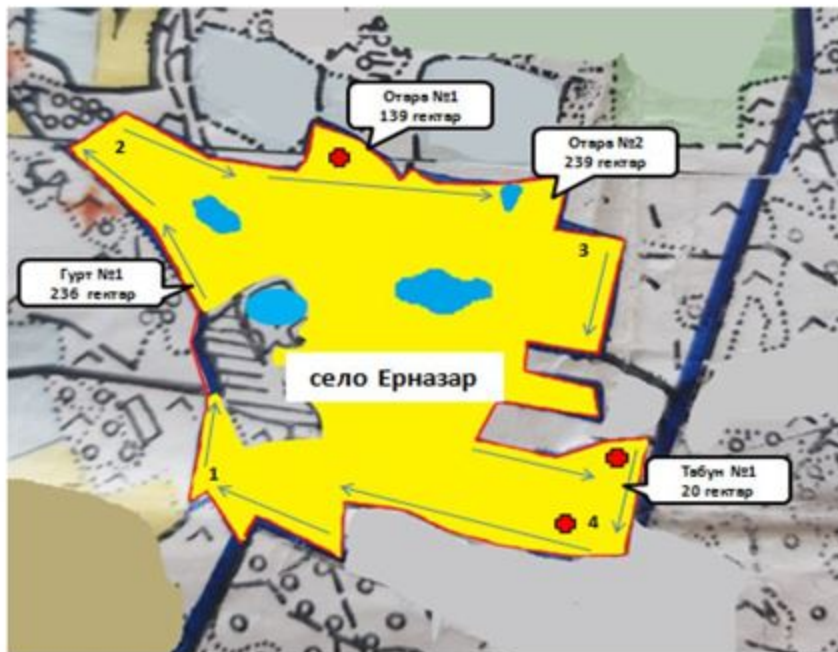 Отара №1
139 гектар
Отара №2
239 гектар
2
3
Гурт №1
236 гектар
село Ерназар
1
Табун №1
20 гектар
4